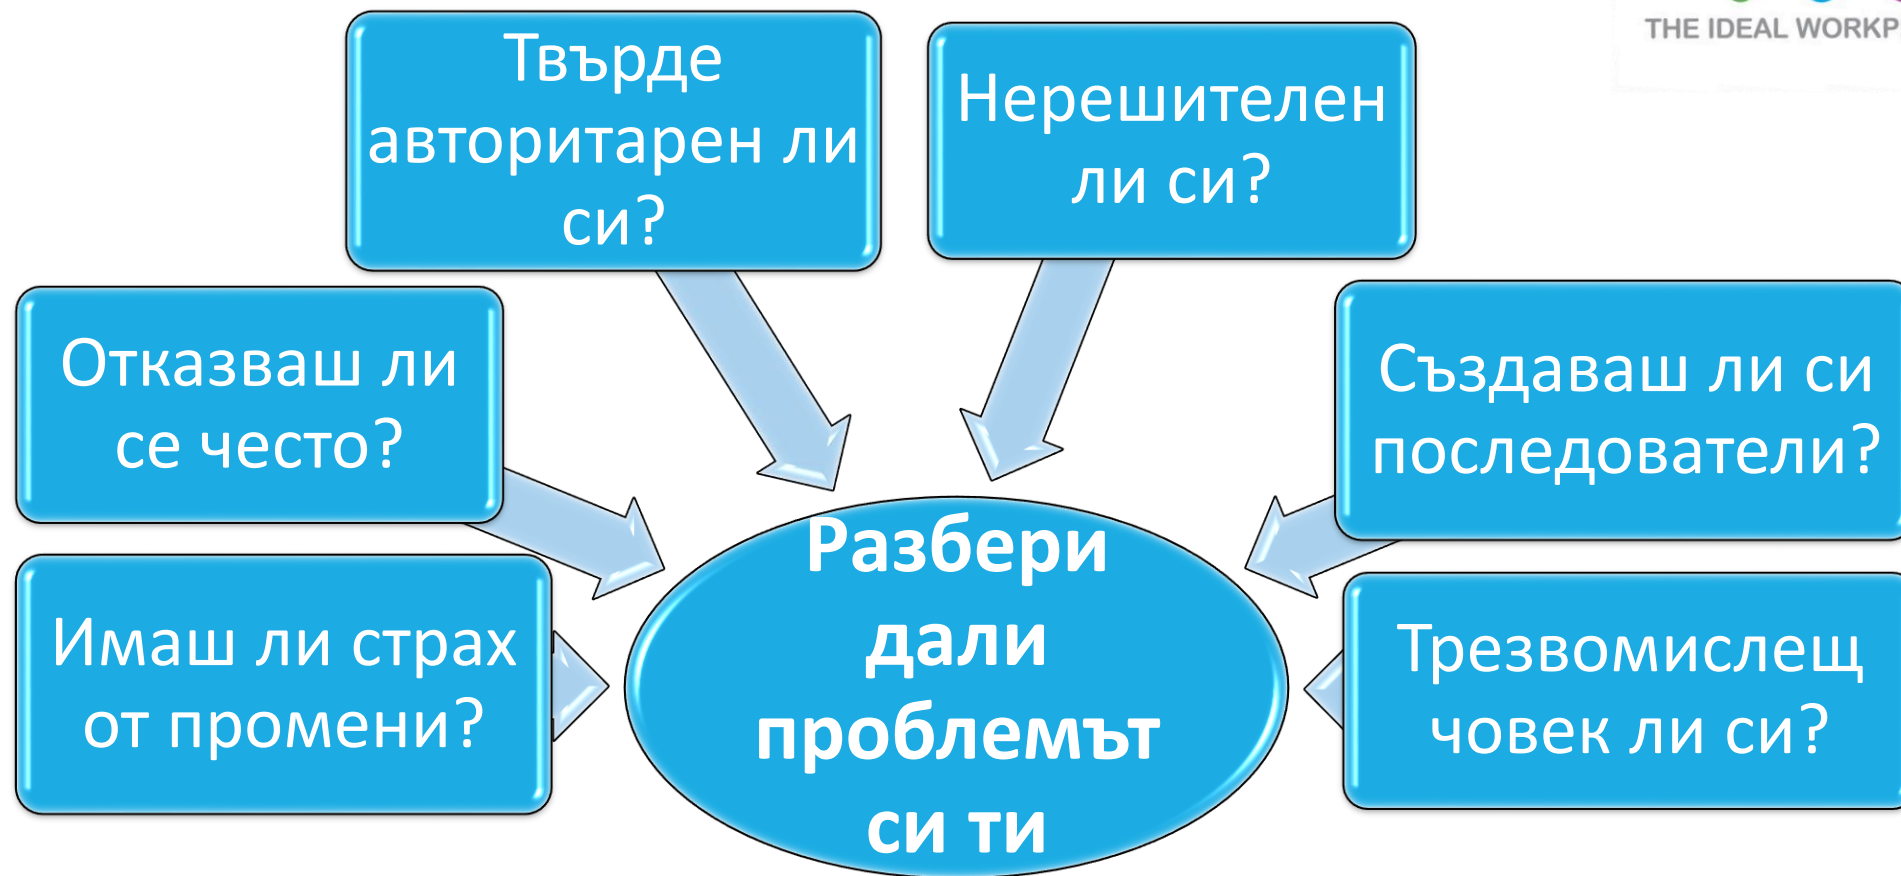 THE IDEAL
Твърде
авторитарен ли
си?
Нерешителен
ли си?
Отказваш ли
се често?
Създаваш ли си
последователи?
Имаш ли страх
от промени?
Трезвомислещ
човек ли си?
Разбери
дали
проблемът
си ти